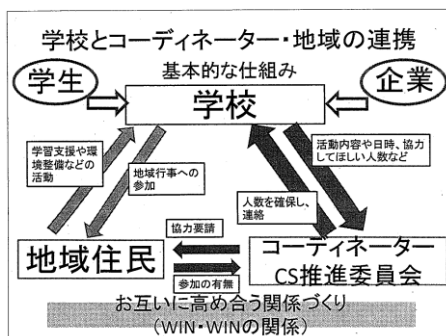 学校とコーディネーター・地域の連携
学生
基本的な仕組み
企業
学校
学習支援や環
境整備などの
活動
地域行事への
参加
活動内容や日時、協力
してほしい人数など
人数を確保し、
連絡
協力要請
地域住民
コーディネーター
CS推進委員会
参加の有無
お互いに高め合う関係づくり
(WIN・WINの関係)